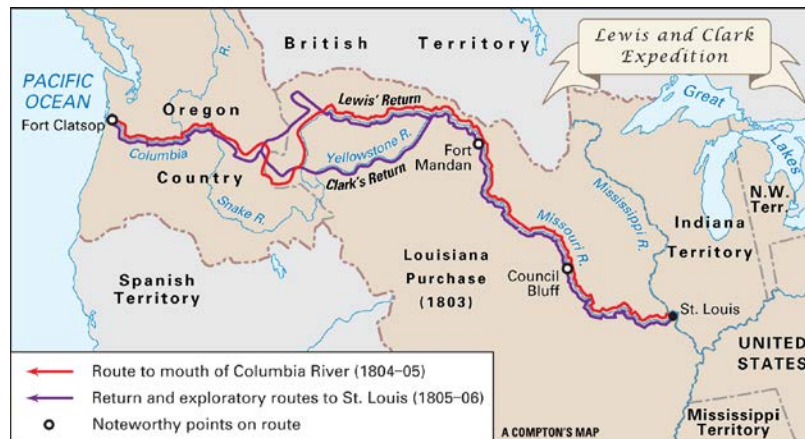 Lewis and Clark
Expedition
British Territory
PACIFIC
OCEAN
Fort Clatsop
Oregon
Country
R.
Columbia
Snake R.
Lewis' Return
Yellowstone R.
Clark's Return
Fort
Mandan
Great
Lakes
N.W.
Terr.
Mississippi R.
Missouri R.
Indiana
Territory
Louisiana
Purchase
(1803)
Council
Bluff
Spanish
Territory
St. Louis
UNITED
STATES
Mississippi
Territory
Route to mouth of Columbia River (1804–05)
Return and exploratory routes to St. Louis (1805–06)
Noteworthy points on route
A COMPTON'S MAP